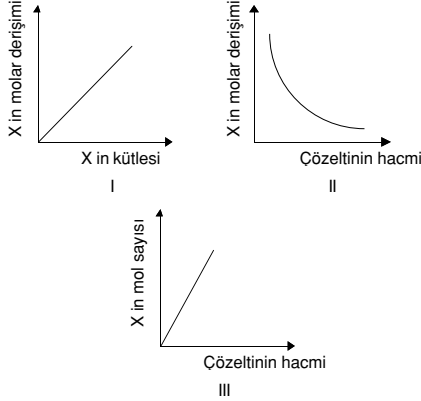 X in molar derişimi
X in kütlesi
I
X in molar derişimi
Çözeltinin hacmi
II
X in mol sayısı
Çözeltinin hacmi
III